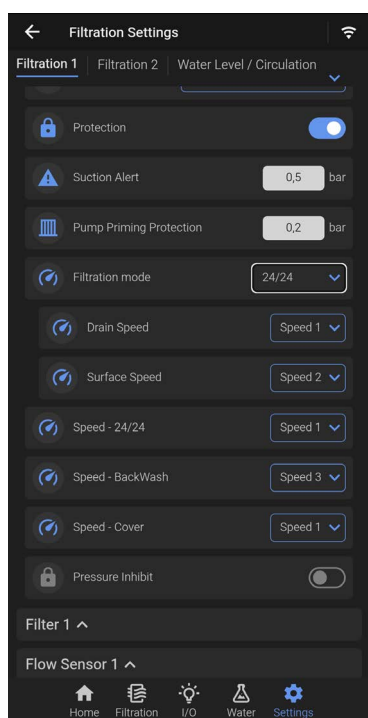 Filtration Settings
Filtration 1 Filtration 2 Water Level / Circulation
Protection
Suction Alert 0,5 bar
Pump Priming Protection 0,2 bar
Filtration mode 24/24
Drain Speed Speed 1
Surface Speed Speed 2
Speed - 24/24 Speed 1
Speed - BackWash Speed 3
Speed - Cover Speed 1
Pressure Inhibit
Filter 1
Flow Sensor 1
Home Filtration I/O Water Settings